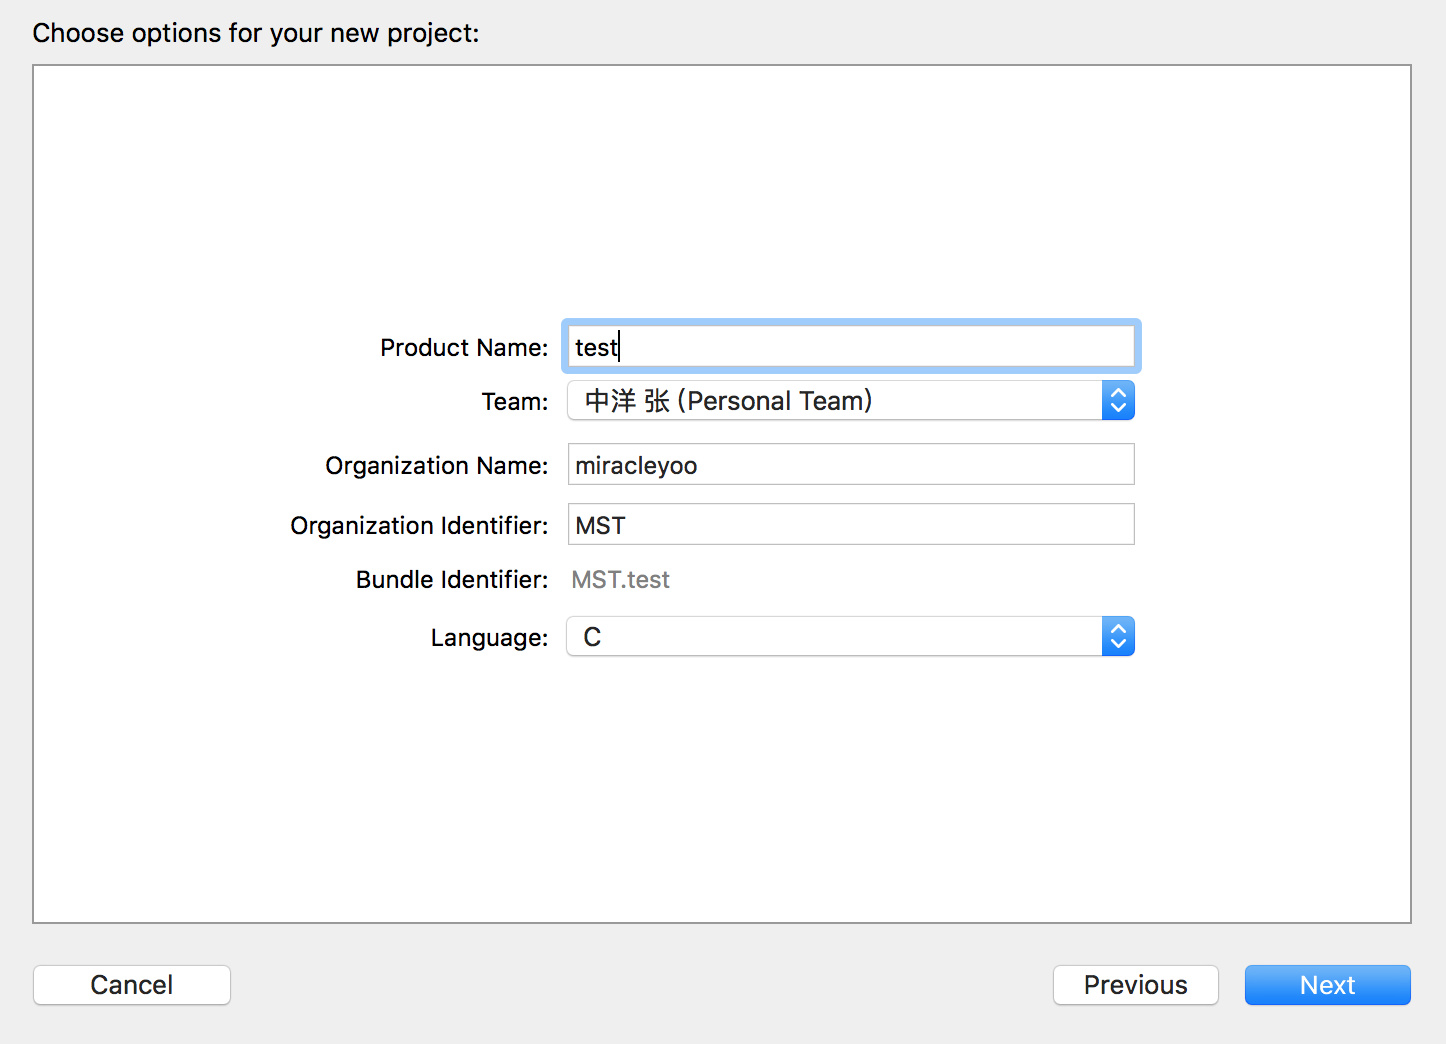 Choose options for your new project:
Product Name: test
Team: 中洋 张 (Personal Team)
Organization Name: miracleyoo
Organization Identifier: MST
Bundle Identifier: MST.test
Language: C
Cancel Previous Next